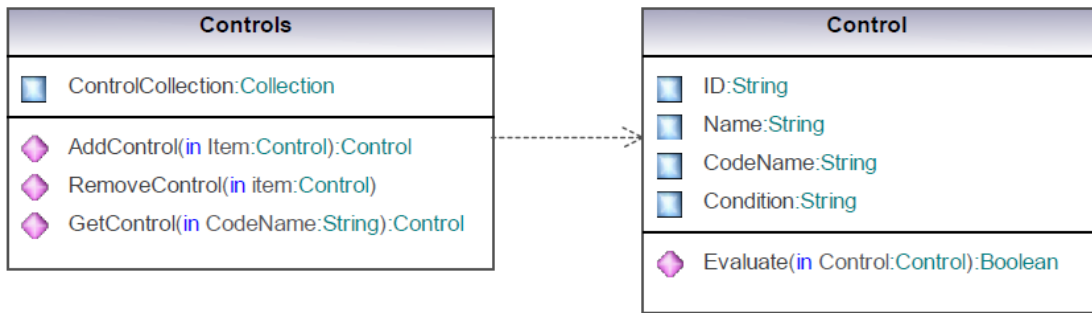 Controls
ControlCollection:Collection
AddControl(in Item:Control):Control
RemoveControl(in item:Control)
GetControl(in CodeName:String):Control
Control
ID:String
Name:String
CodeName:String
Condition:String
Evaluate(in Control:Control):Boolean